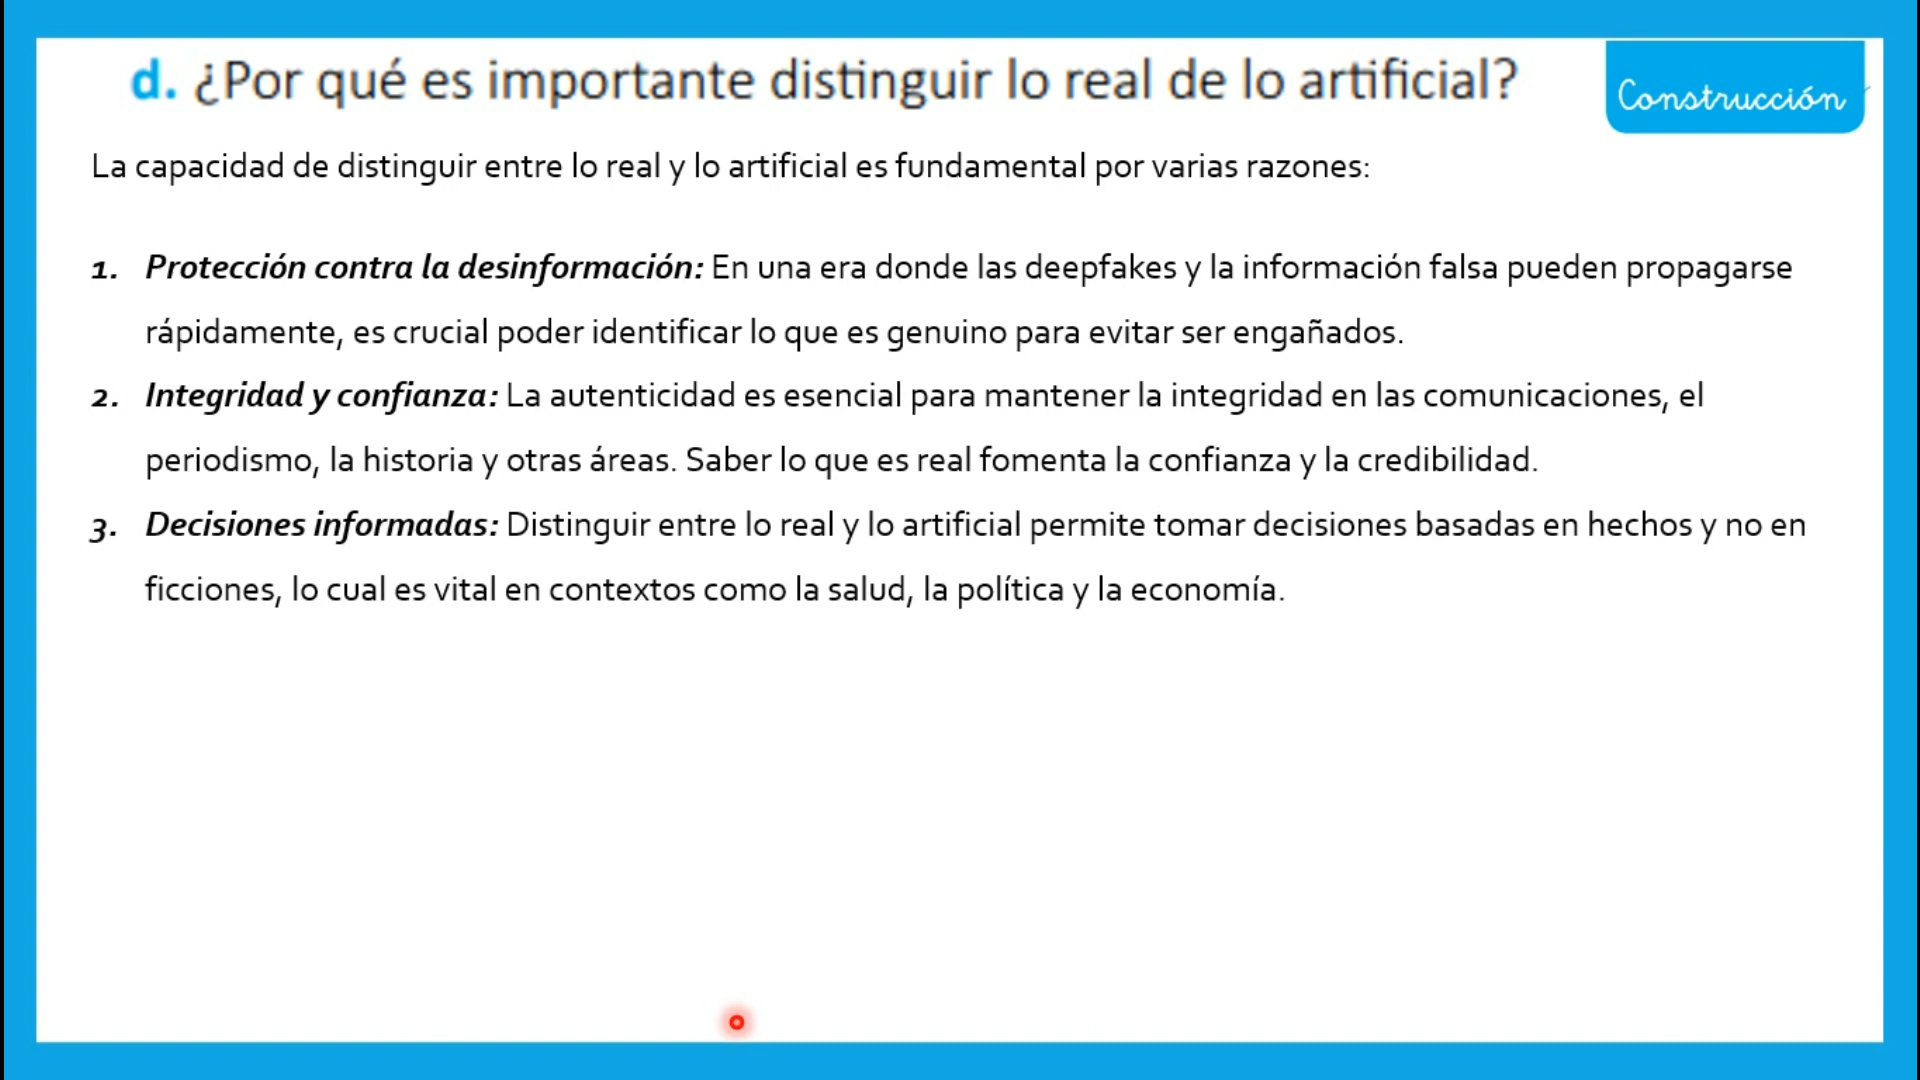 d. ¿Por qué es importante distinguir lo real de lo artificial?
Construcción
La capacidad de distinguir entre lo real y lo artificial es fundamental por varias razones:
1. Protección contra la desinformación: En una era donde las deepfakes y la información falsa pueden propagarse
rápidamente, es crucial poder identificar lo que es genuino para evitar ser engañados.
2. Integridad y confianza: La autenticidad es esencial para mantener la integridad en las comunicaciones, el
periodismo, la historia y otras áreas. Saber lo que es real fomenta la confianza y la credibilidad.
3. Decisiones informadas: Distinguir entre lo real y lo artificial permite tomar decisiones basadas en hechos y no en
ficciones, lo cual es vital en contextos como la salud, la política y la economía.